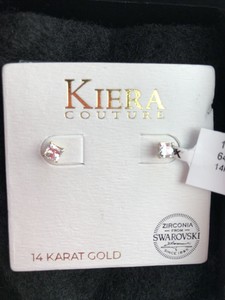 KIERA
COUTURE
14 KARAT GOLD
ZIRCONIA
FROM
SWAROVSKI